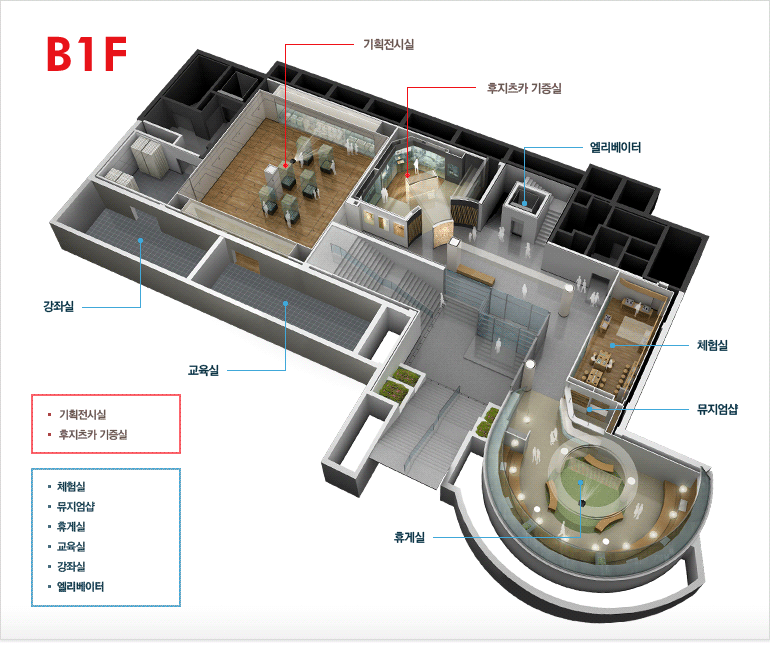 B1F
기획전시실
후지츠카 기증실
엘리베이터
강좌실
교육실
체험실
뮤지엄샵
휴게실
기획전시실
후지츠카 기증실
체험실
뮤지엄샵
휴게실
교육실
강좌실
엘리베이터